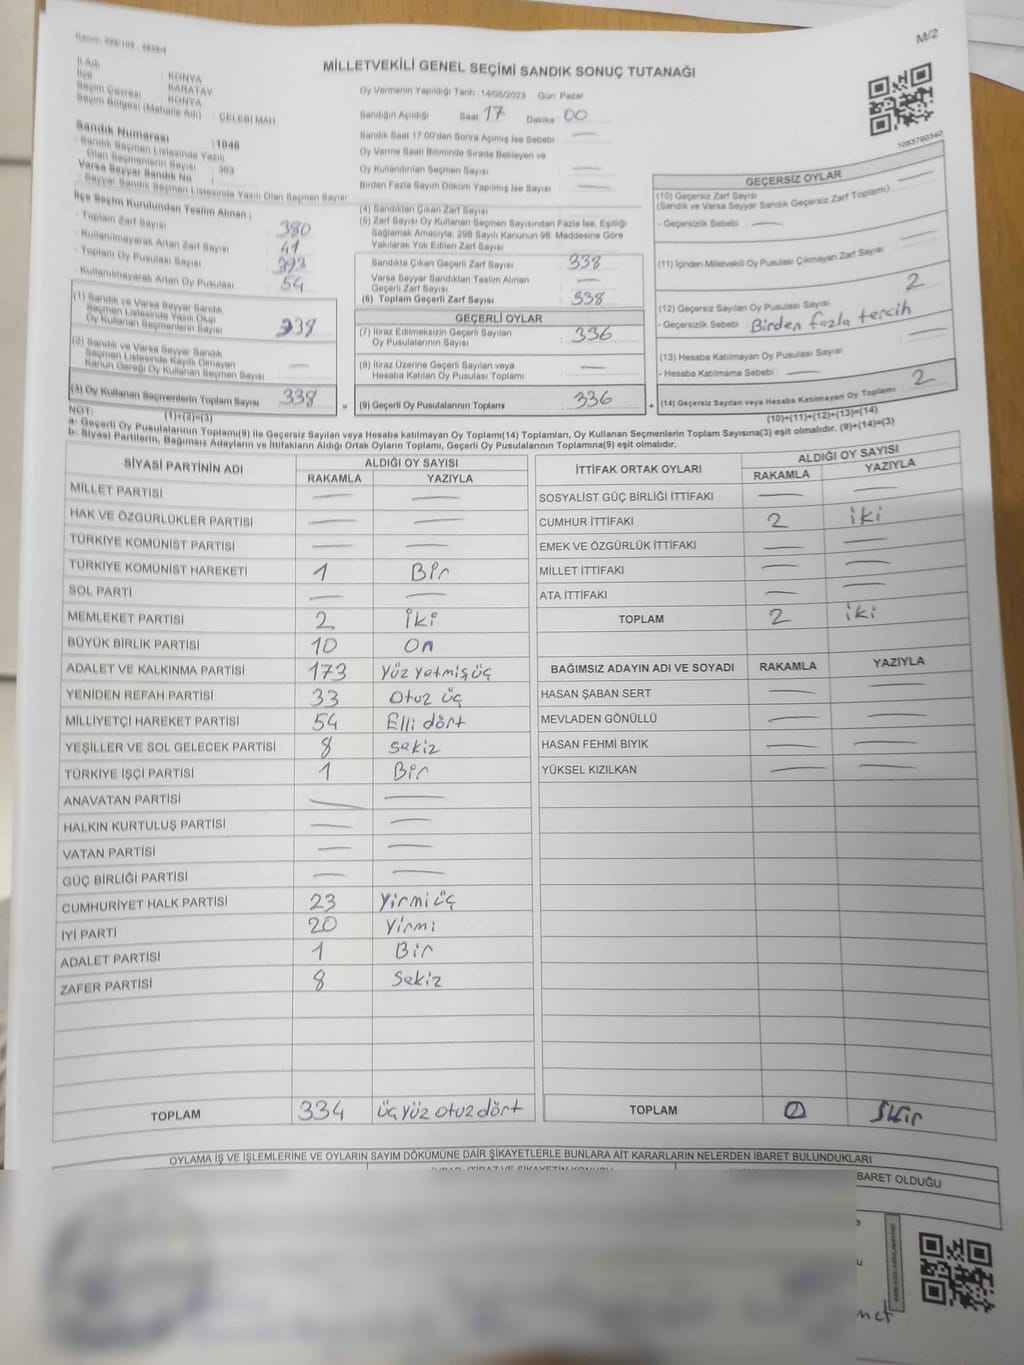 M/2
MİLLETVEKİLİ GENEL SEÇİMİ SANDIK SONUÇ TUTANAĞI
İl Adı : KONYA
İlçe : KARATAY
Seçim Çevresi : KONYA
Seçim Bölgesi (Mahalle Adı) : ÇELEBİ MAH.
Sandık Numarası : 1046
Sandık Seçmen Listesinde Yazılı
Olan Seçmenlerin Sayısı : 383
Varsa Seyyar Sandık No :
- Seyyar Sandık Seçmen Listesinde Yazılı Olan Seçmen Sayısı :
İlçe Seçim Kurulundan Teslim Alınan ;
- Toplam Zarf Sayısı : 380
- Kullanılmayarak Artan Zarf Sayısı : 41
- Toplam Oy Pusulası : 393
- Kullanılmayarak Artan Oy Pusulası : 54
(1) Sandık ve Varsa Seyyar Sandık
Seçmen Listesinde Yazılı Olup
Oy Kullanan Seçmenlerin Sayısı : 338
(2) Sandık ve Varsa Seyyar Sandık
Seçmen Listesinde Kayıtlı Olmayan
Kanun Gereği Oy Kullanan Seçmen Sayısı : —
(3) Oy Kullanan Seçmenlerin Toplam Sayısı 338
(1)+(2)=(3)
Oy Vermenin Yapıldığı Tarih :14/05/2023 Gün: Pazar
Sandığın Açıldığı Saat 17 Dakika : 00
Sandık Saat 17.00'den Sonra Açılmış İse Sebebi : —
Oy Verme Saati Bitiminde Sırada Bekleyen ve
Oy Kullandırılan Seçmen Sayısı : —
Birden Fazla Sayım Döküm Yapılmış İse Sayısı : —
(4) Sandıktan Çıkan Zarf Sayısı
(5) Zarf Sayısı Oy Kullanan Seçmen Sayısından Fazla İse, Eşitliği
Sağlamak Amacıyla, 298 Sayılı Kanunun 98. Maddesine Göre
Yakılarak Yok Edilen Zarf Sayısı
Sandıkta Çıkan Geçerli Zarf Sayısı 338
Varsa Seyyar Sandıktan Teslim Alınan
Geçerli Zarf Sayısı —
(6) Toplam Geçerli Zarf Sayısı 338
GEÇERLİ OYLAR
(7) İtiraz Edilmeksizin Geçerli Sayılan
Oy Pusulalarının Sayısı 336
(8) İtiraz Üzerine Geçerli Sayılan veya
Hesaba Katılan Oy Pusulası Toplamı : —
= (9) Geçerli Oy Pusulalarının Toplamı : 336 +
1083790340
GEÇERSİZ OYLAR
(10) Geçersiz Zarf Sayısı
(Sandık ve Varsa Seyyar Sandık Geçersiz Zarf Toplamı) : —
- Geçersizlik Sebebi : —
(11) İçinden Milletvekili Oy Pusulası Çıkmayan Zarf Sayısı : —
(12) Geçersiz Sayılan Oy Pusulası Sayısı : 2
- Geçersizlik Sebebi : Birden fazla tercih
(13) Hesaba Katılmayan Oy Pusulası Sayısı : —
- Hesaba Katılmama Sebebi : —
(14) Geçersiz Sayılan veya Hesaba Katılmayan Oy Toplamı : 2
(10)+(11)+(12)+(13)=(14)
NOT:
a- Geçerli Oy Pusulalarının Toplamı(9) ile Geçersiz Sayılan veya Hesaba Katılmayan Oy Toplamı(14) Toplamları, Oy Kullanan Seçmenlerin Toplam Sayısına(3) eşit olmalıdır. (9)+(14)=(3)
b- Siyasi Partilerin, Bağımsız Adayların ve İttifakların Aldığı Ortak Oyların Toplamı, Geçerli Oy Pusulalarının Toplamına(9) eşit olmalıdır.
SİYASİ PARTİNİN ADI ALDIĞI OY SAYISI
RAKAMLA YAZIYLA
MİLLET PARTİSİ — —
HAK VE ÖZGÜRLÜKLER PARTİSİ — —
TÜRKİYE KOMÜNİST PARTİSİ — —
TÜRKİYE KOMÜNİST HAREKETİ 1 Bir
SOL PARTİ — —
MEMLEKET PARTİSİ 2 İki
BÜYÜK BİRLİK PARTİSİ 10 On
ADALET VE KALKINMA PARTİSİ 173 Yüz yetmiş üç
YENİDEN REFAH PARTİSİ 33 Otuz üç
MİLLİYETÇİ HAREKET PARTİSİ 54 Elli dört
YEŞİLLER VE SOL GELECEK PARTİSİ 8 Sekiz
TÜRKİYE İŞÇİ PARTİSİ 1 Bir
ANAVATAN PARTİSİ — —
HALKIN KURTULUŞ PARTİSİ — —
VATAN PARTİSİ — —
GÜÇ BİRLİĞİ PARTİSİ — —
CUMHURİYET HALK PARTİSİ 23 Yirmi üç
İYİ PARTİ 20 Yirmi
ADALET PARTİSİ 1 Bir
ZAFER PARTİSİ 8 Sekiz
TOPLAM 334 üç yüz otuz dört
İTTİFAK ORTAK OYLARI ALDIĞI OY SAYISI
RAKAMLA YAZIYLA
SOSYALİST GÜÇ BİRLİĞİ İTTİFAKI — —
CUMHUR İTTİFAKI 2 iki
EMEK VE ÖZGÜRLÜK İTTİFAKI — —
MİLLET İTTİFAKI — —
ATA İTTİFAKI — —
TOPLAM 2 iki
BAĞIMSIZ ADAYIN ADI VE SOYADI RAKAMLA YAZIYLA
HASAN ŞABAN SERT — —
MEVLADEN GÖNÜLLÜ — —
HASAN FEHMİ BIYIK — —
YÜKSEL KIZILKAN — —
TOPLAM
OYLAMA İŞ VE İŞLEMLERİNE VE OYLARIN SAYIM DÖKÜMÜNE DAİR ŞİKAYETLERLE BUNLARA AİT KARARLARIN NELERDEN İBARET BULUNDUKLARI
BARET OLDUĞU